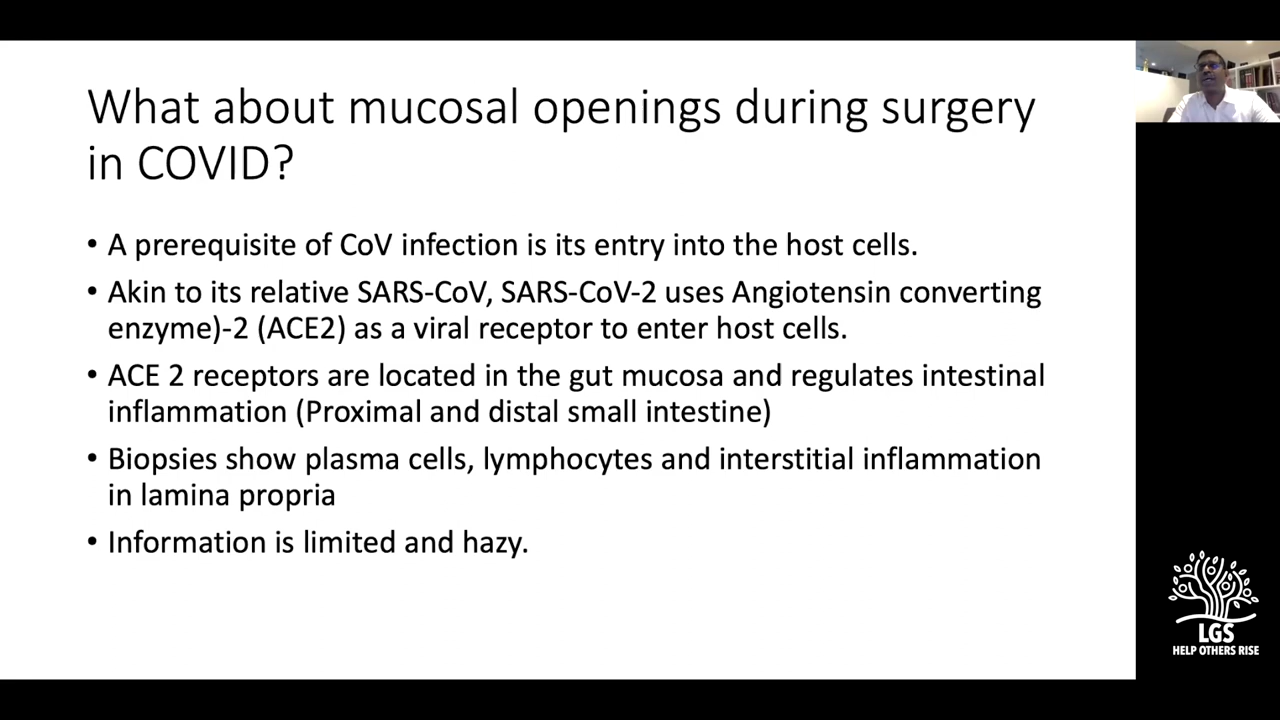 What about mucosal openings during surgery
in COVID?
• A prerequisite of CoV infection is its entry into the host cells.
• Akin to its relative SARS-CoV, SARS-CoV-2 uses Angiotensin converting
enzyme)-2 (ACE2) as a viral receptor to enter host cells.
• ACE 2 receptors are located in the gut mucosa and regulates intestinal
inflammation (Proximal and distal small intestine)
• Biopsies show plasma cells, lymphocytes and interstitial inflammation
in lamina propria
• Information is limited and hazy.
LGS
HELP OTHERS RISE